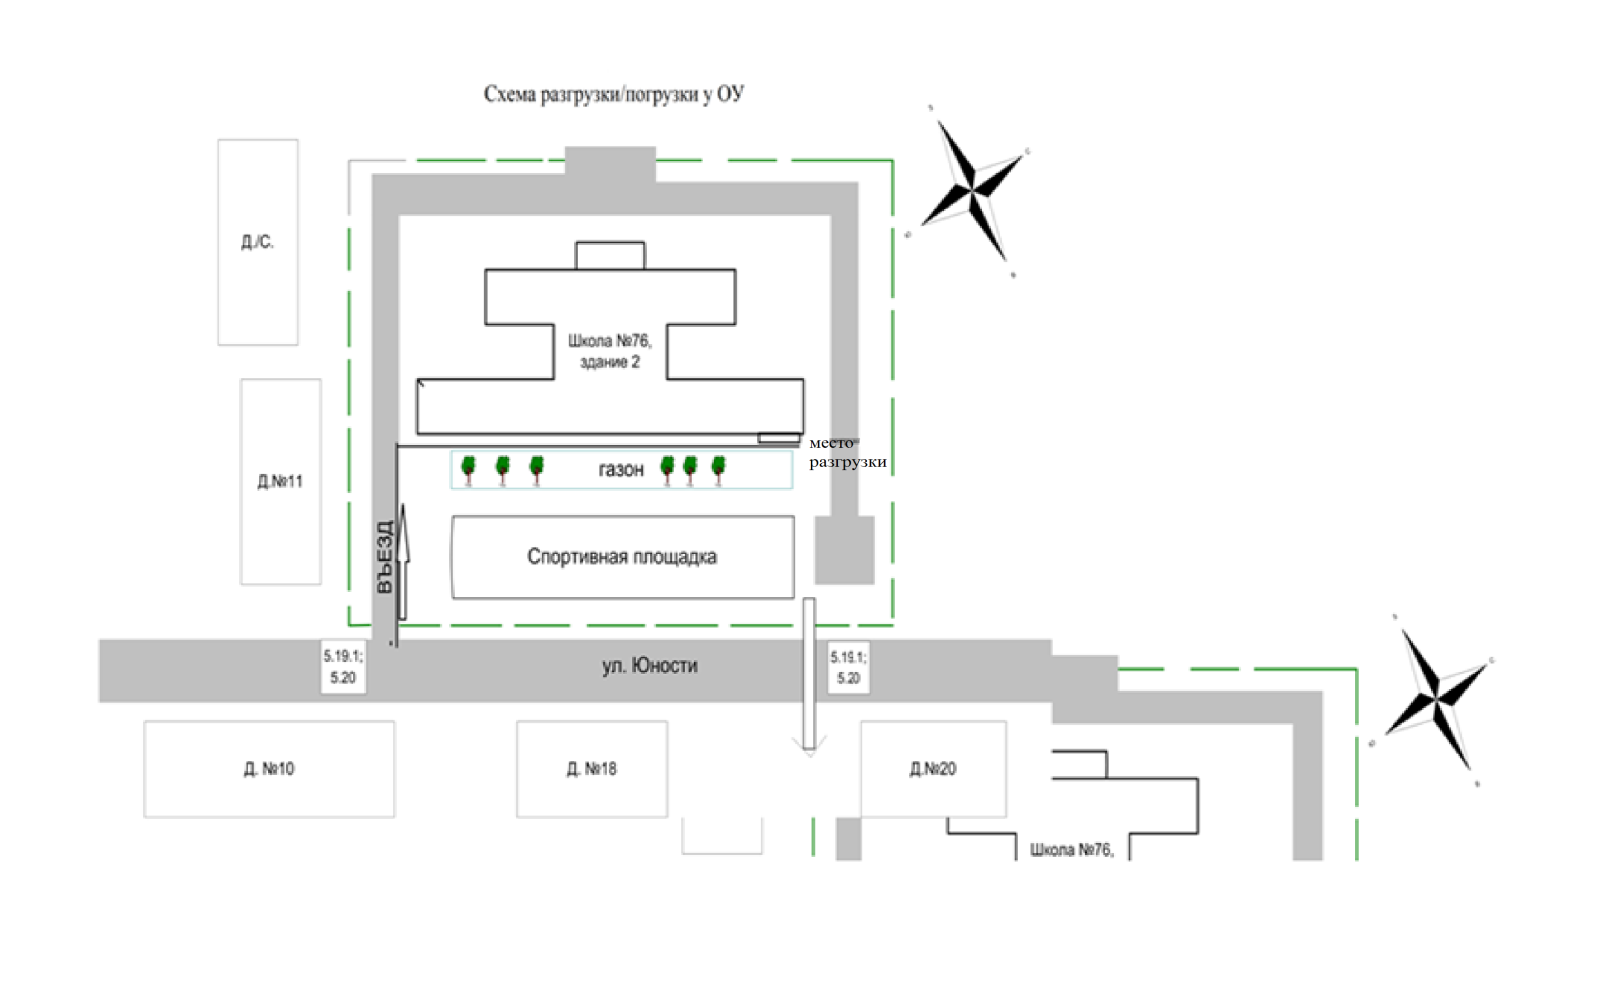 Схема разгрузки/погрузки у ОУ
С
Ю
В
Д./С.
Школа №76,
здание 2
место
разгрузки
газон
Д.№11
ВЪЕЗД
Спортивная площадка
5.19.1;
5.20
ул. Юности
5.19.1;
5.20
С
Ю
В
Д. №10
Д. №18
Д.№20
Школа №76,